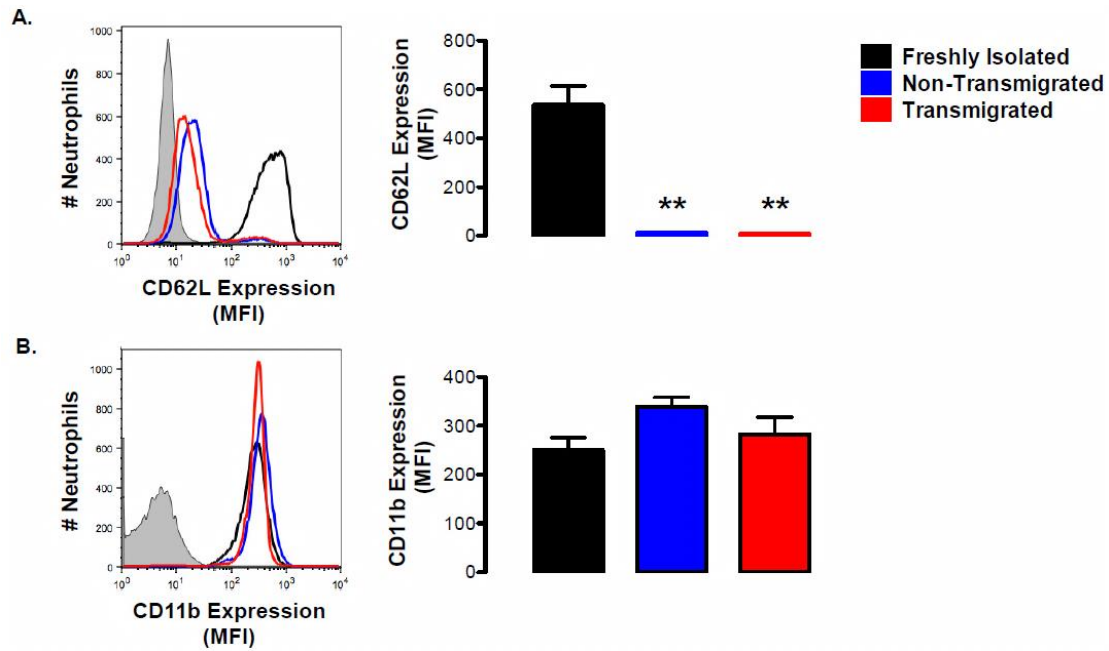 A.
# Neutrophils
1000
800
600
400
200
0
10^0
10^1
10^2
10^3
10^4
CD62L Expression
(MFI)
CD62L Expression
(MFI)
800
600
400
200
0
**
**
Freshly Isolated
Non-Transmigrated
Transmigrated
B.
# Neutrophils
1000
800
600
400
200
0
10^0
10^1
10^2
10^3
10^4
CD11b Expression
(MFI)
CD11b Expression
(MFI)
400
300
200
100
0